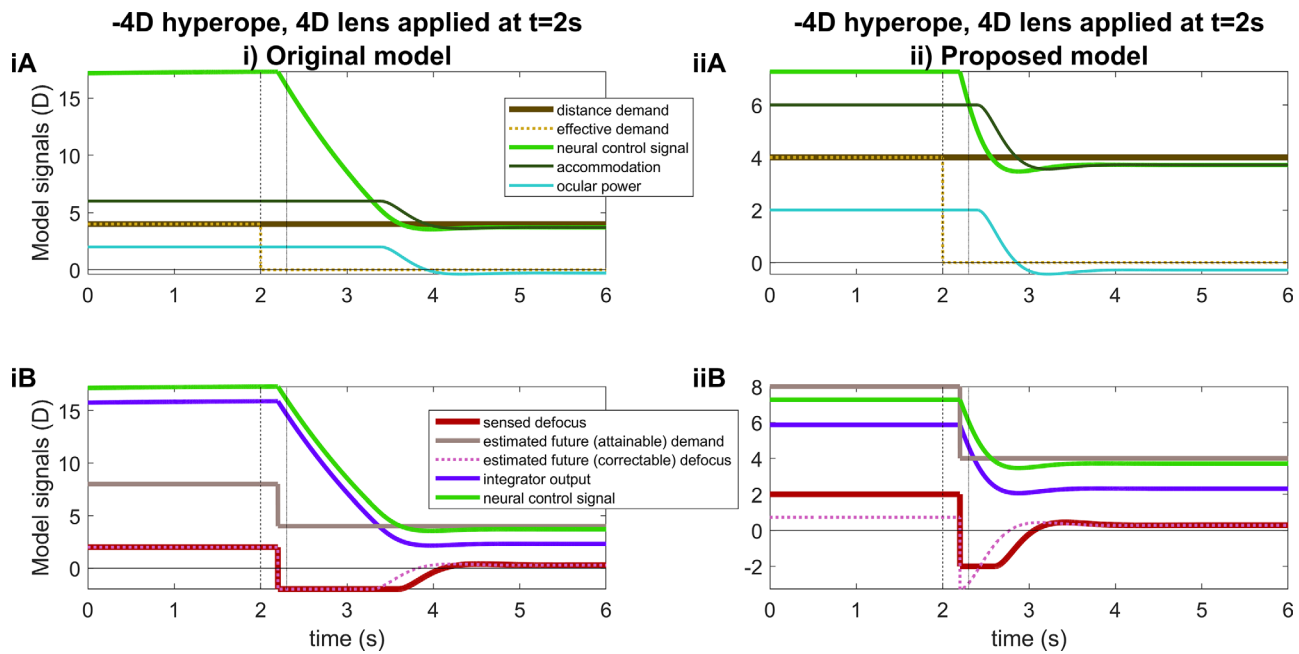 -4D hyperope, 4D lens applied at t=2s
i) Original model
iA
Model signals (D)
15
10
5
0
0 1 2 3 4 5 6
distance demand
effective demand
neural control signal
accommodation
ocular power
-4D hyperope, 4D lens applied at t=2s
ii) Proposed model
iiA
6
4
2
0
0 1 2 3 4 5 6
iB
Model signals (D)
15
10
5
0
0 1 2 3 4 5 6
time (s)
sensed defocus
estimated future (attainable) demand
estimated future (correctable) defocus
integrator output
neural control signal
iiB
8
6
4
2
0
-2
0 1 2 3 4 5 6
time (s)